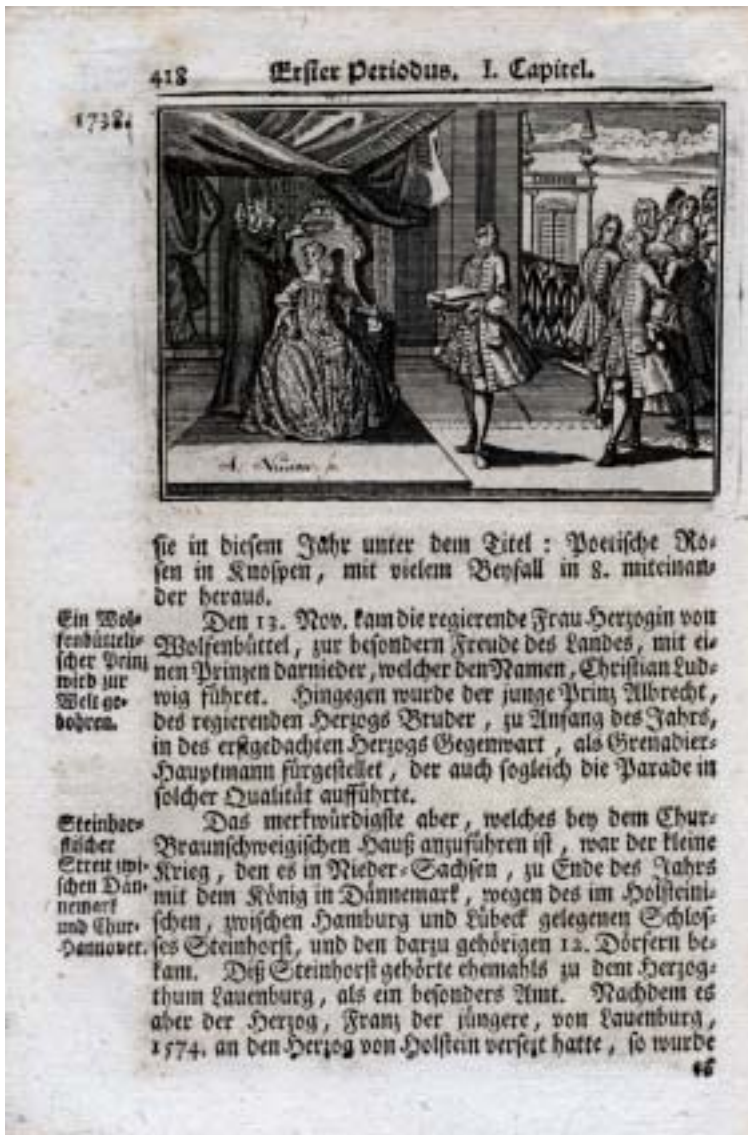 418 Erster Periodus. I. Capitel.
1738.
sie in diesem Jahr unter dem Titel : Poetische Ro-
sen in Knospen, mit vielem Beyfall in 8. miteinan-
der heraus.
Ein Wol-
fenbütteli-
scher Prinz
wird zur
Welt ge-
bohren.
Den 13. Nov. kam die regierende Frau Herzogin von
Wolfenbüttel, zur besondern Freude des Landes, mit ei-
nen Prinzen darnieder, welcher den Namen, Christian Lud-
wig führet. Hingegen wurde der junge Prinz Albrecht,
des regierenden Herzogs Bruder, zu Anfang des Jahrs,
in des erstgedachten Herzogs Gegenwart, als Grenadier-
Hauptmann fürgestellet, der auch sogleich die Parade in
solcher Qualität aufführte.
Steinhor-
stischer
Streit zwi-
schen Dän-
nemark
und Chur-
Hannover.
Das merkwürdigste aber, welches bey dem Chur-
Braunschweigischen Hauß anzuführen ist, war der kleine
Krieg, den es in Nieder-Sachsen, zu Ende des Jahrs
mit dem König in Dännemark, wegen des im Holsteini-
schen, zwischen Hamburg und Lübeck gelegenen Schlos-
ses Steinhorst, und den darzu gehörigen 12. Dörfern be-
kam. Diß Steinhorst gehörte ehemahls zu dem Herzog-
thum Lauenburg, als ein besonders Amt. Nachdem es
aber der Herzog, Franz der jüngere, von Lauenburg,
1574. an den Herzog von Holstein versezt hatte, so wurde
es